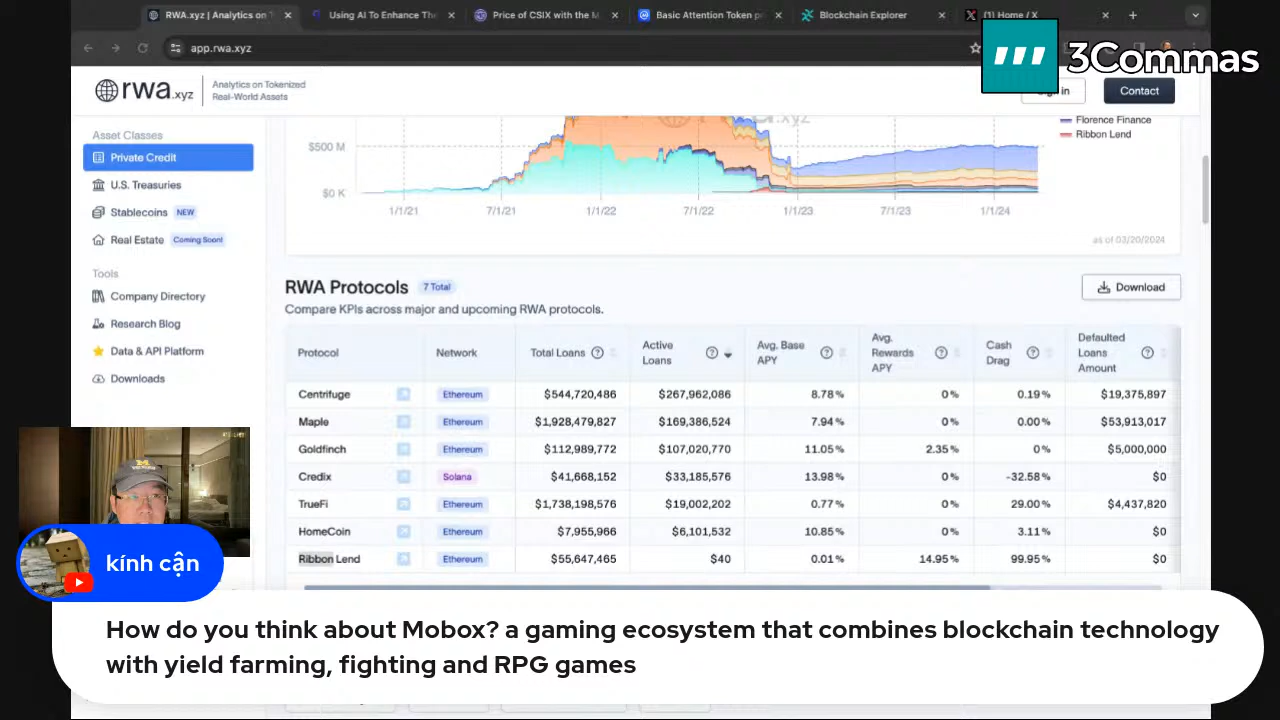 RWA.xyz | Analytics on T
Using AI To Enhance The
Price of CSIX with the M
Basic Attention Token p
Blockchain Explorer
(1) Home / X
app.rwa.xyz
3Commas
rwa.xyz
Analytics on Tokenized
Real-World Assets
in
Contact
Asset Classes
Private Credit
U.S. Treasuries
Stablecoins NEW
Real Estate Coming Soon!
Tools
Company Directory
Research Blog
Data & API Platform
Downloads
Florence Finance
Ribbon Lend
$500 M
$0 K
1/1/21 7/1/21 1/1/22 7/1/22 1/1/23 7/1/23 1/1/24
as of 03/20/2024
RWA Protocols 7 Total
Download
Compare KPIs across major and upcoming RWA protocols.
Protocol Network Total Loans Active Loans Avg. Base APY Avg. Rewards APY Cash Drag Defaulted Loans Amount
Centrifuge Ethereum $544,720,486 $267,962,086 8.78% 0% 0.19% $19,375,897
Maple Ethereum $1,928,479,827 $169,386,524 7.94% 0% 0.00% $53,913,017
Goldfinch Ethereum $112,989,772 $107,020,770 11.05% 2.35% 0% $5,000,000
Credix Solana $41,668,152 $33,185,576 13.98% 0% -32.58% $0
TrueFi Ethereum $1,738,198,576 $19,002,202 0.77% 0% 29.00% $4,437,820
HomeCoin Ethereum $7,955,966 $6,101,532 10.85% 0% 3.11% $0
Ribbon Lend Ethereum $55,647,465 $40 0.01% 14.95% 99.95% $0
kính cận
How do you think about Mobox? a gaming ecosystem that combines blockchain technology
with yield farming, fighting and RPG games